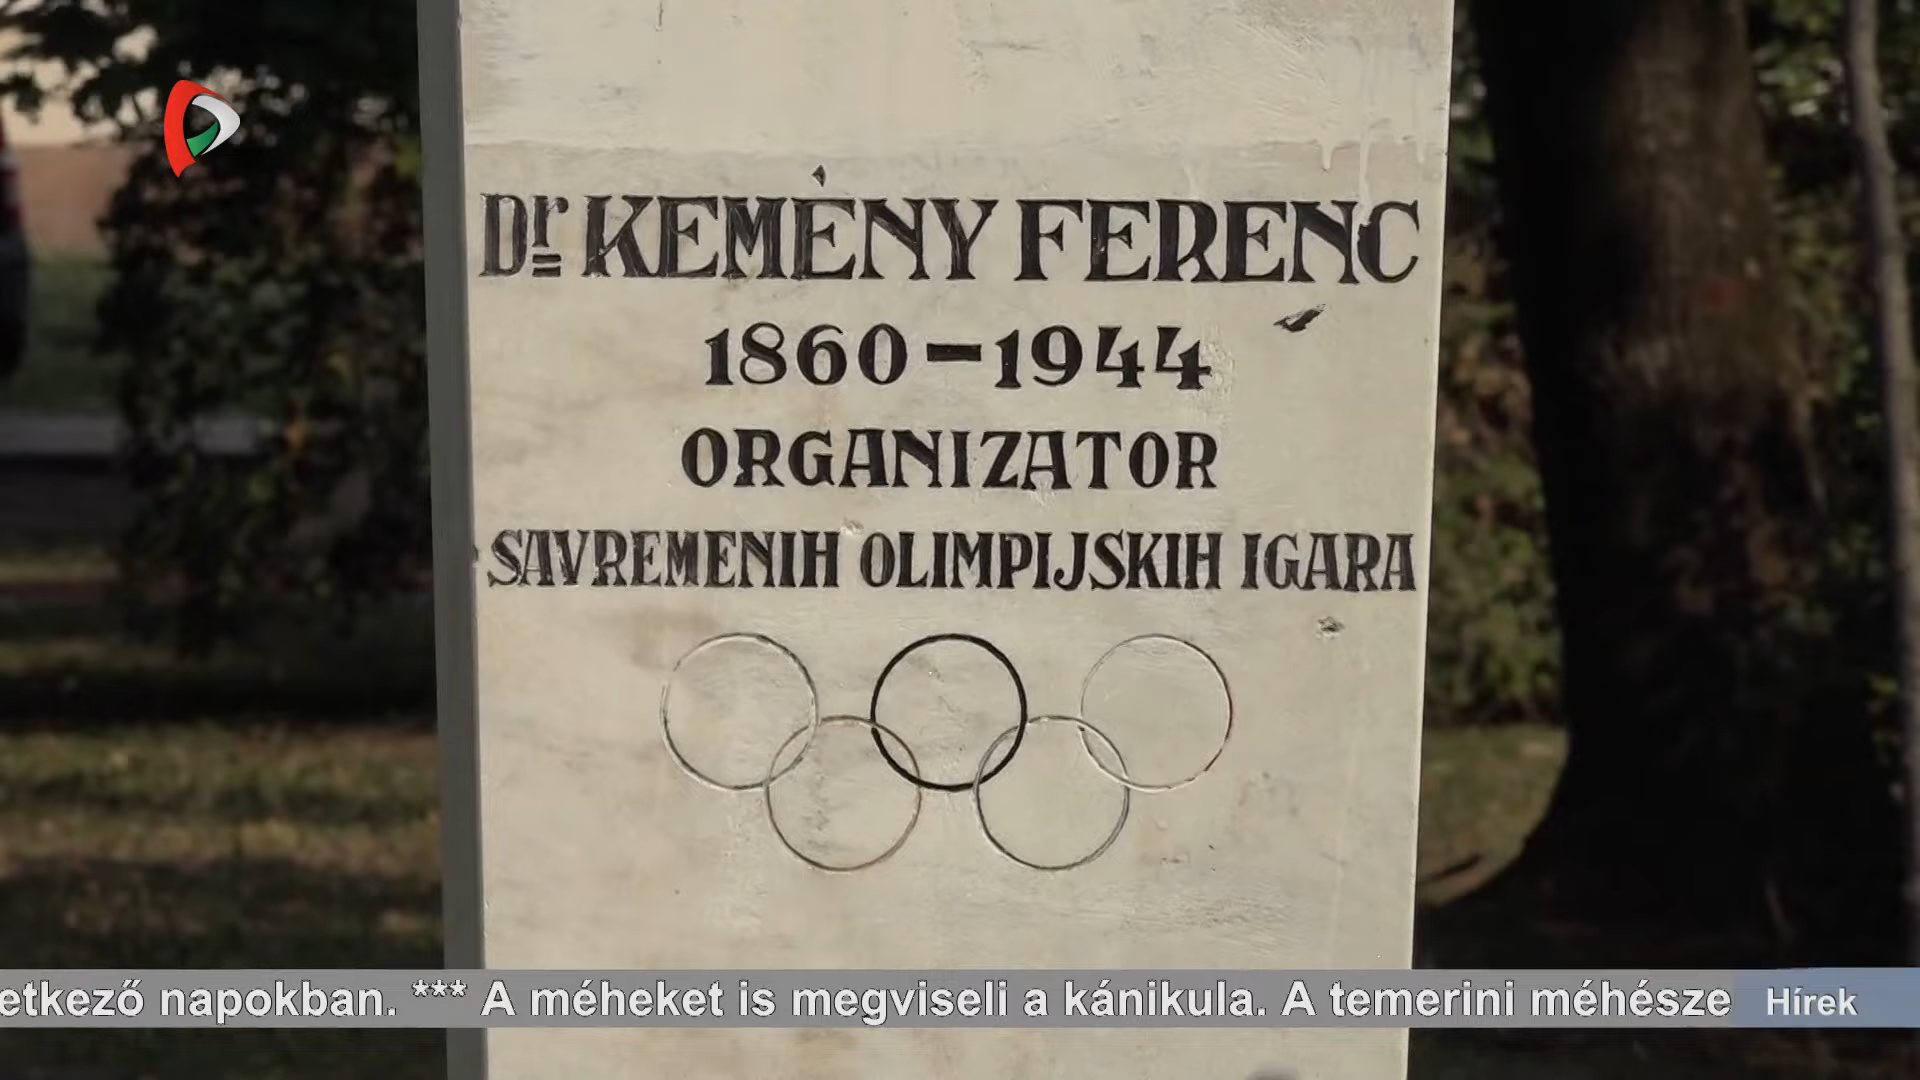 Dr KEMÉNY FERENC
1860-1944
ORGANIZATOR
SAVREMENIH OLIMPIJSKIH IGARA
etkező napokban. *** A méheket is megviseli a kánikula. A temerini méhésze
Hírek